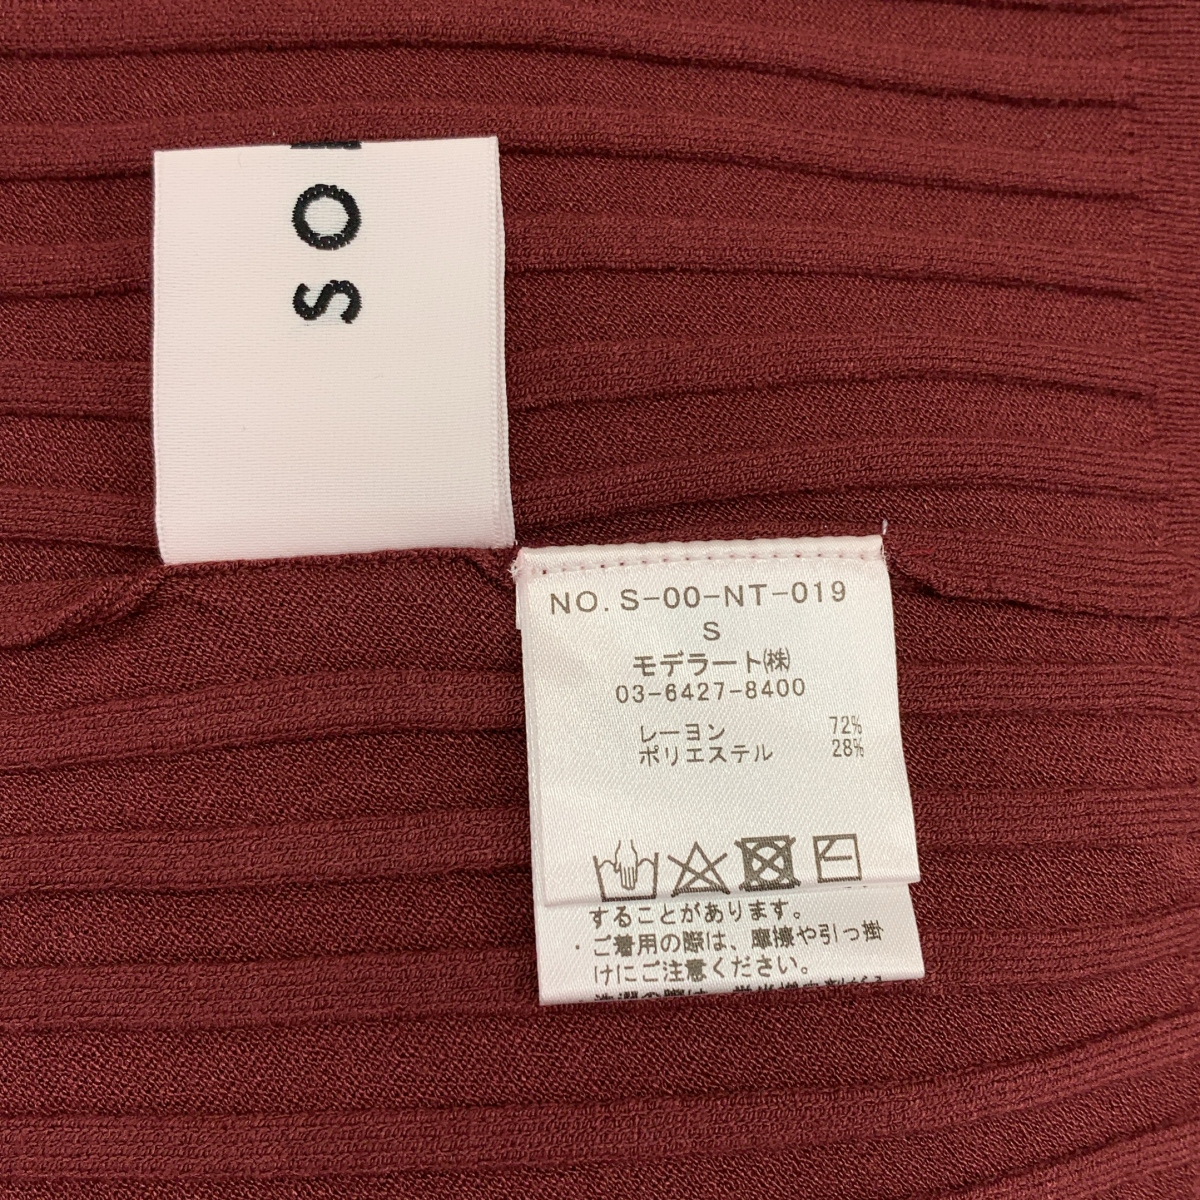 SO
NO. S-00-NT-019
S
モデラート㈱
03-6427-8400
レーヨン 72%
ポリエステル 28%
することがあります。
・ご着用の際は、摩擦や引っ掛
けにご注意ください。